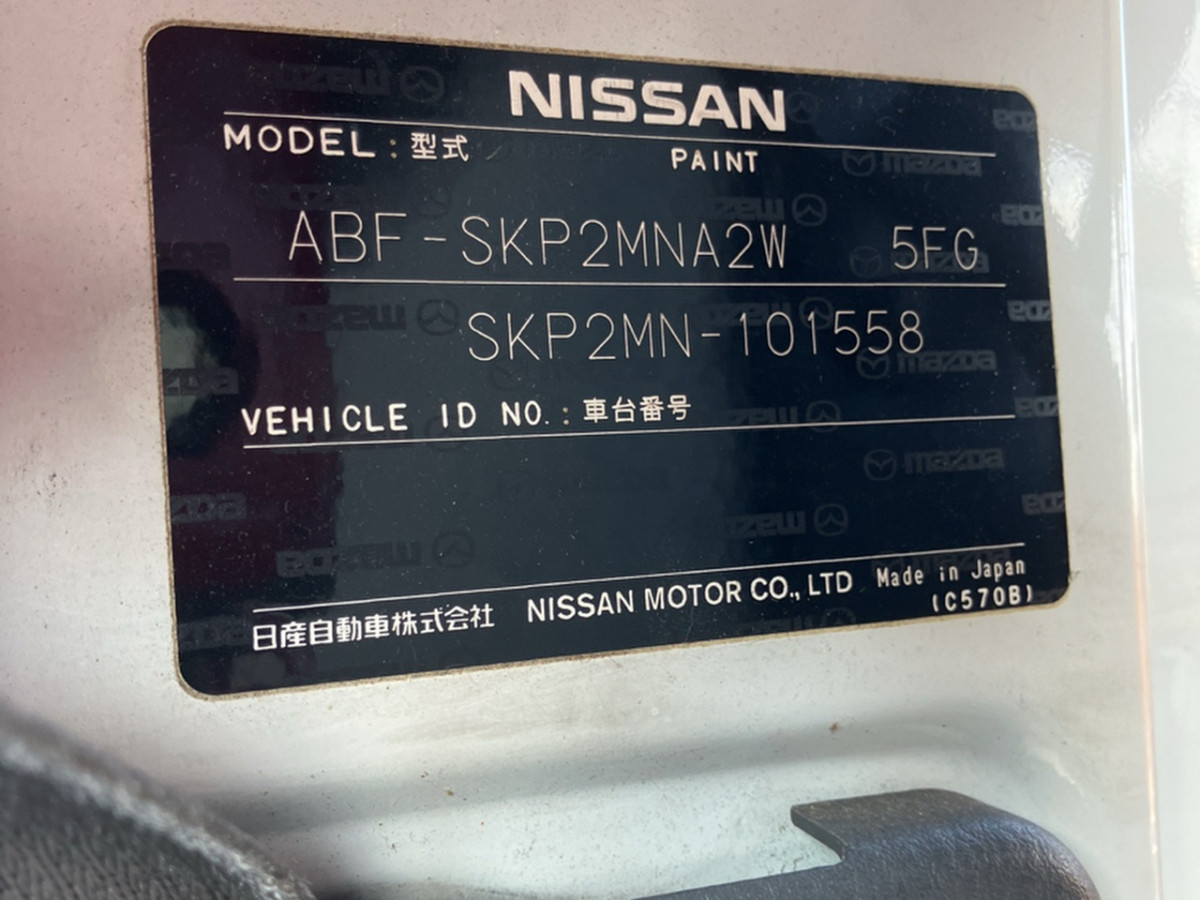 NISSAN
MODEL : 型式 PAINT
ABF-SKP2MNA2W 5FG
SKP2MN-101558
VEHICLE ID NO. : 車台番号
日産自動車株式会社 NISSAN MOTOR CO., LTD Made in Japan
(C570B)
mazda